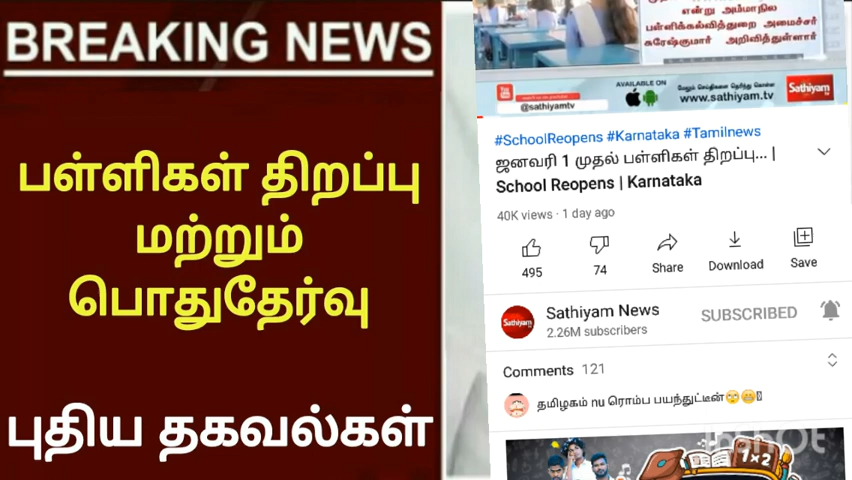 BREAKING NEWS
பள்ளிகள் திறப்பு
மற்றும்
பொதுதேர்வு
புதிய தகவல்கள்
என்று அம்மாநில
பள்ளிக்கல்வித்துறை அமைச்சர்
சுரேஷ்குமார் அறிவித்துள்ளார்
@sathiyamtv
AVAILABLE ON
மேலும் செய்திகளை தெரிந்து கொள்ள
www.sathiyam.tv
Sathiyam
#SchoolReopens #Karnataka #Tamilnews
ஜனவரி 1 முதல் பள்ளிகள் திறப்பு... |
School Reopens | Karnataka
40K views · 1 day ago
495 74 Share Download Save
Sathiyam
Sathiyam News
2.26M subscribers
SUBSCRIBED
Comments 121
தமிழகம் nu ரொம்ப பயந்துட்டீன்🙄😁
1×2
InShot